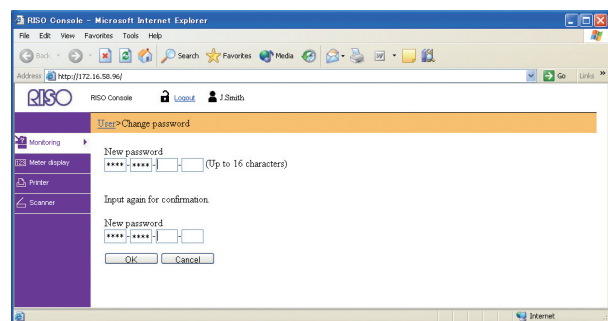 RISO Console - Microsoft Internet Explorer
File Edit View Favorites Tools Help
Back Search Favorites Media
Address http://172.16.58.96/ Go Links »
RISO RISO Console Logout J.Smith
User>Change password
Monitoring
Meter display
Printer
Scanner
New password
**** - **** - - (Up to 16 characters)
Input again for confirmation.
New password
**** - **** - -
OK Cancel
Internet